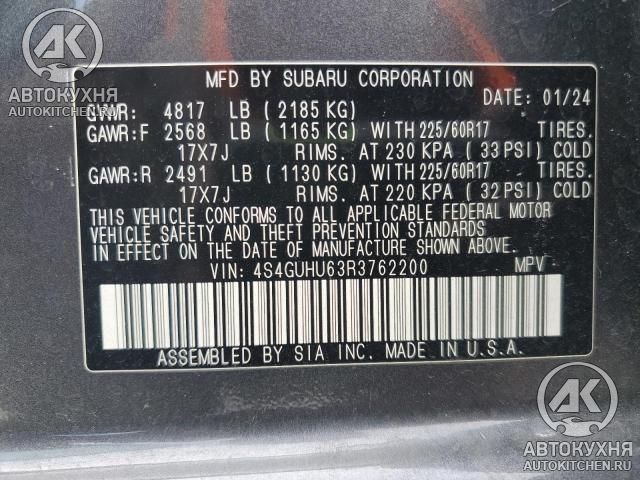 AK
АВТОКУХНЯ
AUTOKITCHEN.RU
MFD BY SUBARU CORPORATION
GVWR: 4817 LB (2185 KG) DATE: 01/24
GAWR:F 2568 LB (1165 KG) WITH 225/60R17 TIRES.
17X7J RIMS. AT 230 KPA (33 PSI) COLD
GAWR:R 2491 LB (1130 KG) WITH 225/60R17 TIRES.
17X7J RIMS. AT 220 KPA (32 PSI) COLD
THIS VEHICLE CONFORMS TO ALL APPLICABLE FEDERAL MOTOR
VEHICLE SAFETY AND THEFT PREVENTION STANDARDS
IN EFFECT ON THE DATE OF MANUFACTURE SHOWN ABOVE.
VIN: 4S4GUHU63R3762200 MPV
ASSEMBLED BY SIA INC. MADE IN U.S.A.
AK
АВТОКУХНЯ
AUTOKITCHEN.RU